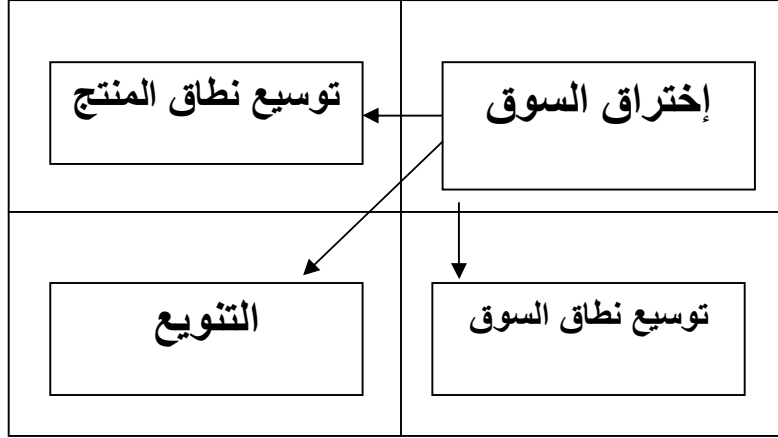 إختراق السوق
توسيع نطاق المنتج
توسيع نطاق السوق
التنويع